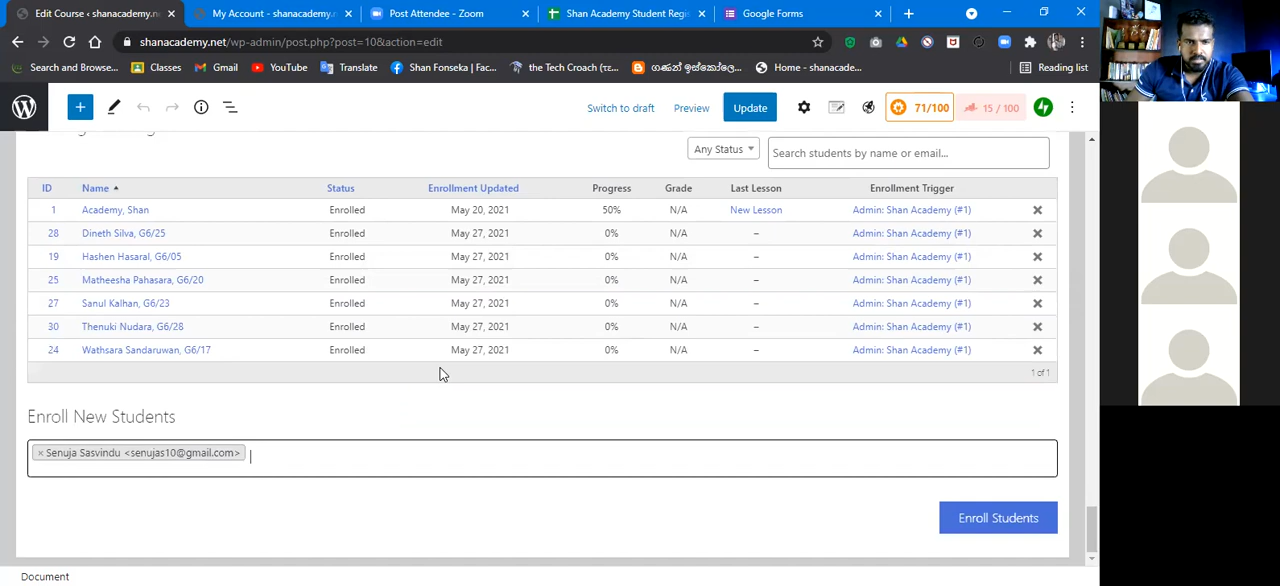 Edit Course ‹ shanacademy.ne
My Account - shanacademy.n
Post Attendee - Zoom
Shan Academy Student Regis
Google Forms
shanacademy.net/wp-admin/post.php?post=10&action=edit
Search and Browse...
Classes
Gmail
YouTube
Translate
Shan Fonseka | Fac...
Home - shanacade...
Reading list
Switch to draft
Preview
Update
71/100
15 / 100
Any Status
Search students by name or email...
ID Name Status Enrollment Updated Progress Grade Last Lesson Enrollment Trigger
1 Academy, Shan Enrolled May 20, 2021 50% N/A New Lesson Admin: Shan Academy (#1)
28 Dineth Silva, G6/25 Enrolled May 27, 2021 0% N/A – Admin: Shan Academy (#1)
19 Hashen Hasaral, G6/05 Enrolled May 27, 2021 0% N/A – Admin: Shan Academy (#1)
25 Matheesha Pahasara, G6/20 Enrolled May 27, 2021 0% N/A – Admin: Shan Academy (#1)
27 Sanul Kalhan, G6/23 Enrolled May 27, 2021 0% N/A – Admin: Shan Academy (#1)
30 Thenuki Nudara, G6/28 Enrolled May 27, 2021 0% N/A – Admin: Shan Academy (#1)
24 Wathsara Sandaruwan, G6/17 Enrolled May 27, 2021 0% N/A – Admin: Shan Academy (#1)
1 of 1
Enroll New Students
× Senuja Sasvindu <senujas10@gmail.com>
Enroll Students
Document